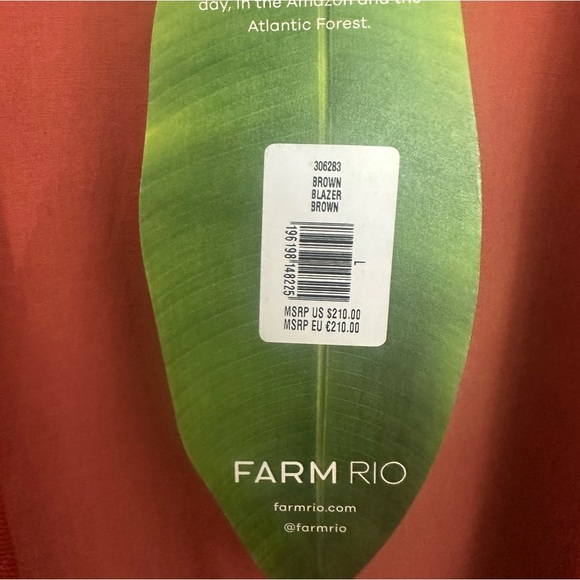 day, in the Amazon and the
Atlantic Forest.
306283
BROWN
BLAZER
BROWN
196198148225
L
MSRP US $210.00
MSRP EU €210.00
FARM RIO
farmrio.com
@farmrio